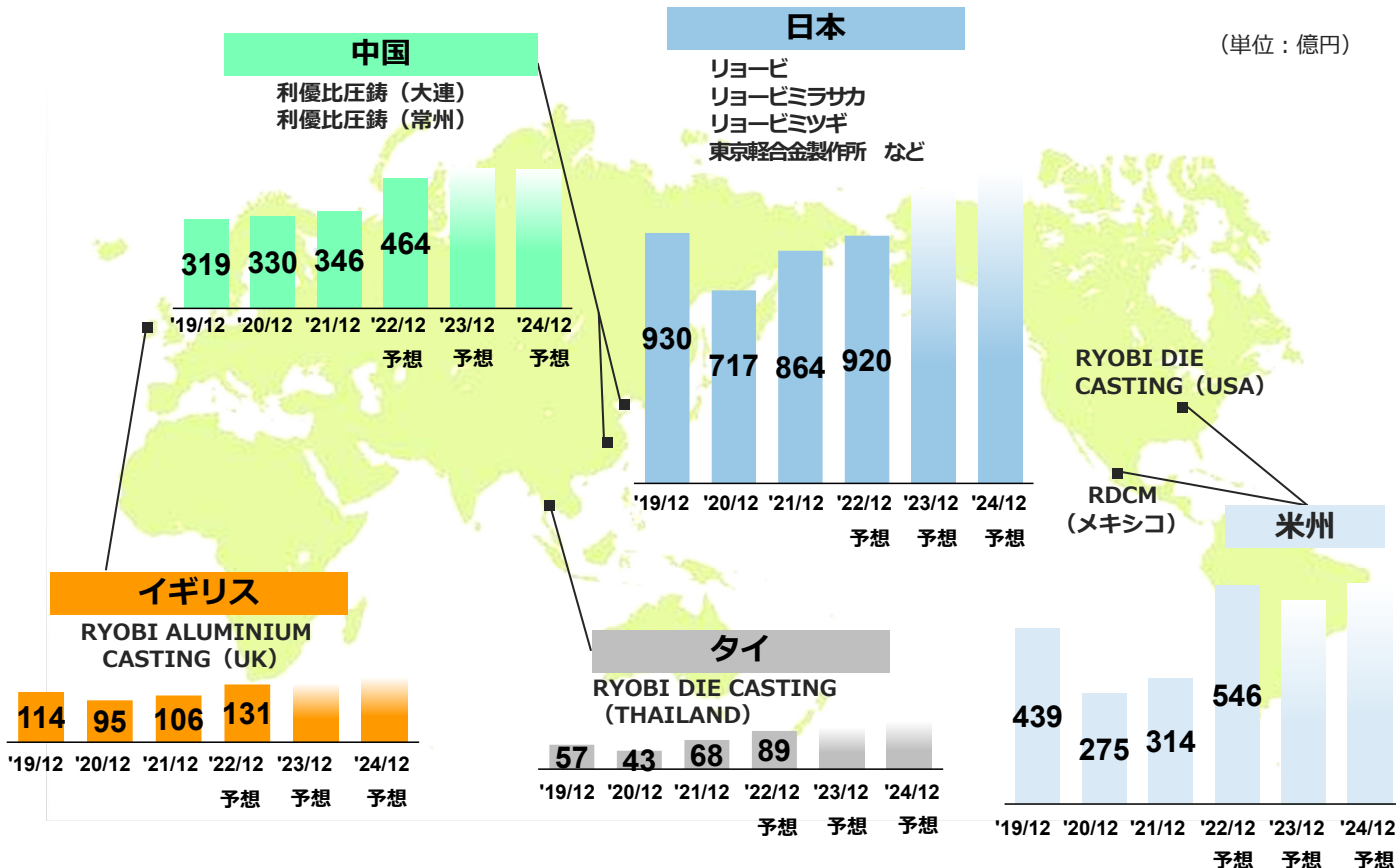 （単位：億円）
中国
利優比圧鋳（大連）
利優比圧鋳（常州）
319 330 346 464
'19/12 '20/12 '21/12 '22/12 '23/12 '24/12
予想 予想 予想
日本
リョービ
リョービミラサカ
リョービミツギ
東京軽合金製作所 など
930 717 864 920
'19/12 '20/12 '21/12 '22/12 '23/12 '24/12
予想 予想 予想
RYOBI DIE
CASTING（USA）
RDCM
（メキシコ）
米州
439 275 314 546
'19/12 '20/12 '21/12 '22/12 '23/12 '24/12
予想 予想 予想
イギリス
RYOBI ALUMINIUM
CASTING（UK）
114 95 106 131
'19/12 '20/12 '21/12 '22/12 '23/12 '24/12
予想 予想 予想
タイ
RYOBI DIE CASTING
（THAILAND）
57 43 68 89
'19/12 '20/12 '21/12 '22/12 '23/12 '24/12
予想 予想 予想